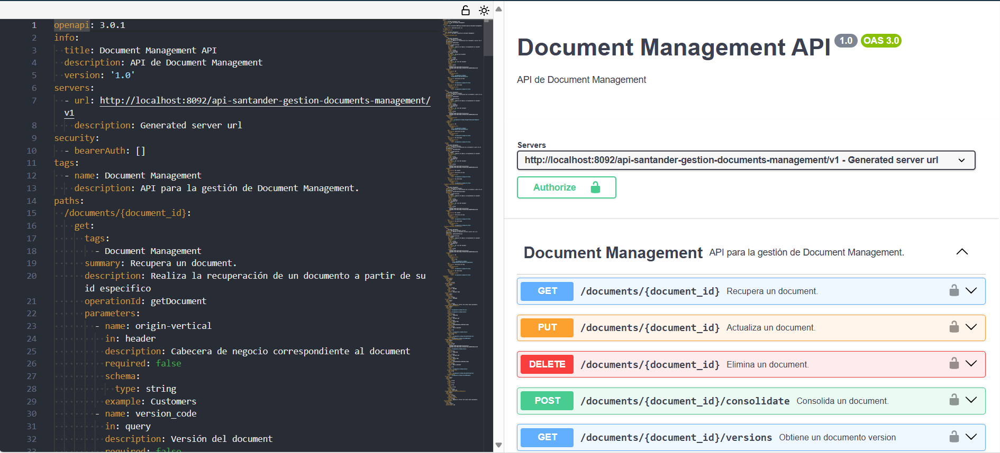 1 openapi: 3.0.1
2 info:
3 title: Document Management API
4 description: API de Document Management
5 version: '1.0'
6 servers:
7 - url: http://localhost:8092/api-santander-gestion-documents-management/
v1
8 description: Generated server url
9 security:
10 - bearerAuth: []
11 tags:
12 - name: Document Management
13 description: API para la gestión de Document Management.
14 paths:
15 /documents/{document_id}:
16 get:
17 tags:
18 - Document Management
19 summary: Recupera un document.
20 description: Realiza la recuperación de un documento a partir de su
id especifico
21 operationId: getDocument
22 parameters:
23 - name: origin-vertical
24 in: header
25 description: Cabecera de negocio correspondiente al document
26 required: false
27 schema:
28 type: string
29 example: Customers
30 - name: version_code
31 in: query
32 description: Versión del document
33 required: false
Document Management API 1.0 OAS 3.0
API de Document Management
Servers
http://localhost:8092/api-santander-gestion-documents-management/v1 - Generated server url
Authorize
Document Management API para la gestión de Document Management.
GET /documents/{document_id} Recupera un document.
PUT /documents/{document_id} Actualiza un document.
DELETE /documents/{document_id} Elimina un document.
POST /documents/{document_id}/consolidate Consolida un document.
GET /documents/{document_id}/versions Obtiene un documento version